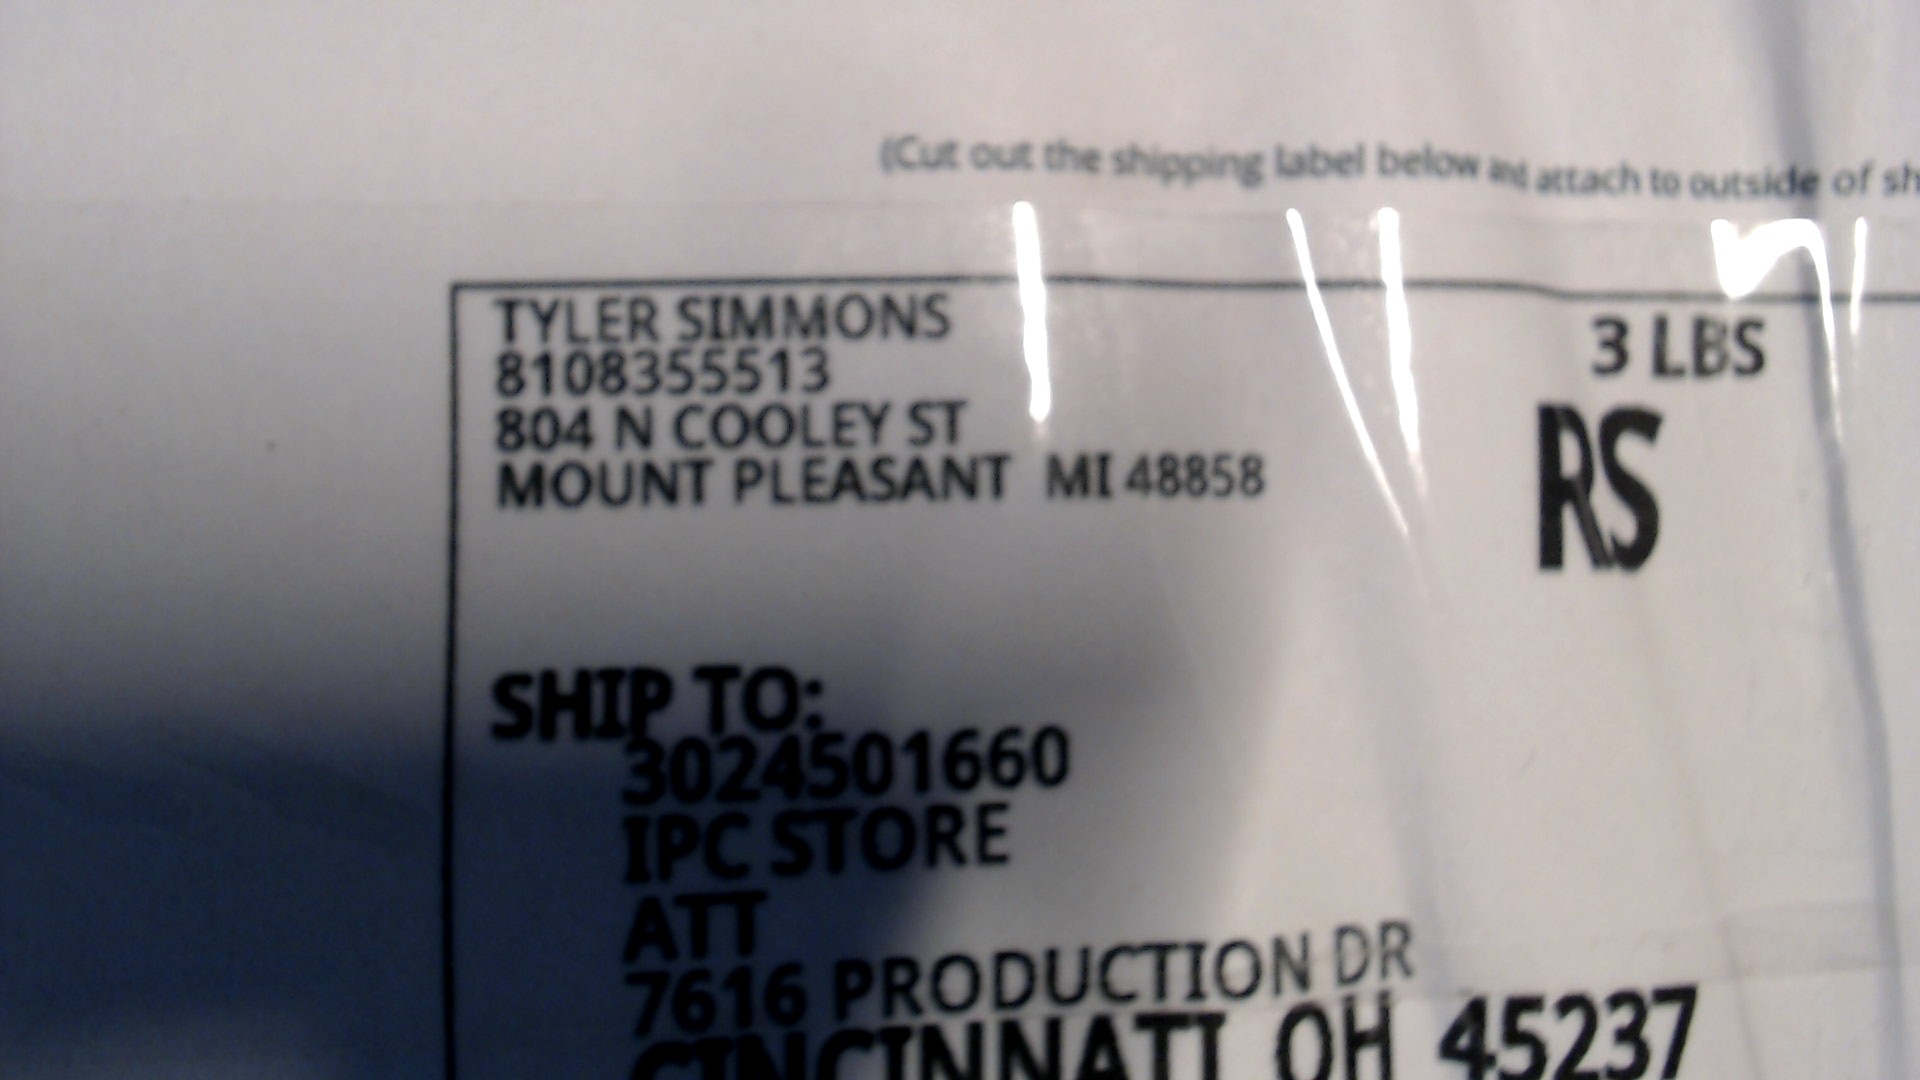 (Cut out the shipping label below and attach to outside of sh
TYLER SIMMONS
8108355513
804 N COOLEY ST
MOUNT PLEASANT MI 48858
3 LBS
RS
SHIP TO:
3024501660
IPC STORE
ATT
7616 PRODUCTION DR
CINCINNATI OH 45237